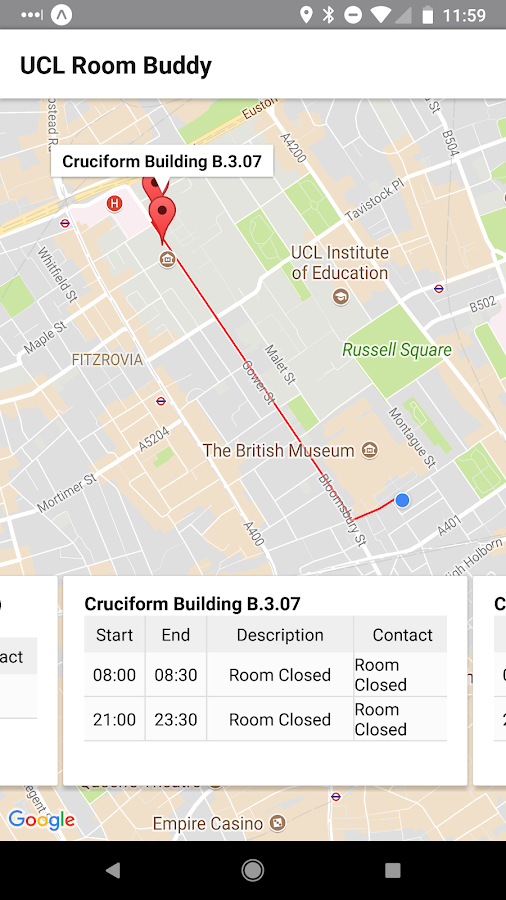 11:59
UCL Room Buddy
Euston
A4200
B504
Cruciform Building B.3.07
H
Tavistock Pl
UCL Institute
of Education
Whitfield St
B502
Maple St
Russell Square
FITZROVIA
Malet St
Gower St
Montague St
A5204
The British Museum
Mortimer St
Bloomsbury St
A400
A401
High Holborn
Cruciform Building B.3.07
Start End Description Contact
08:00 08:30 Room Closed Room
Closed
21:00 23:30 Room Closed Room
Closed
act
C
Google
Empire Casino